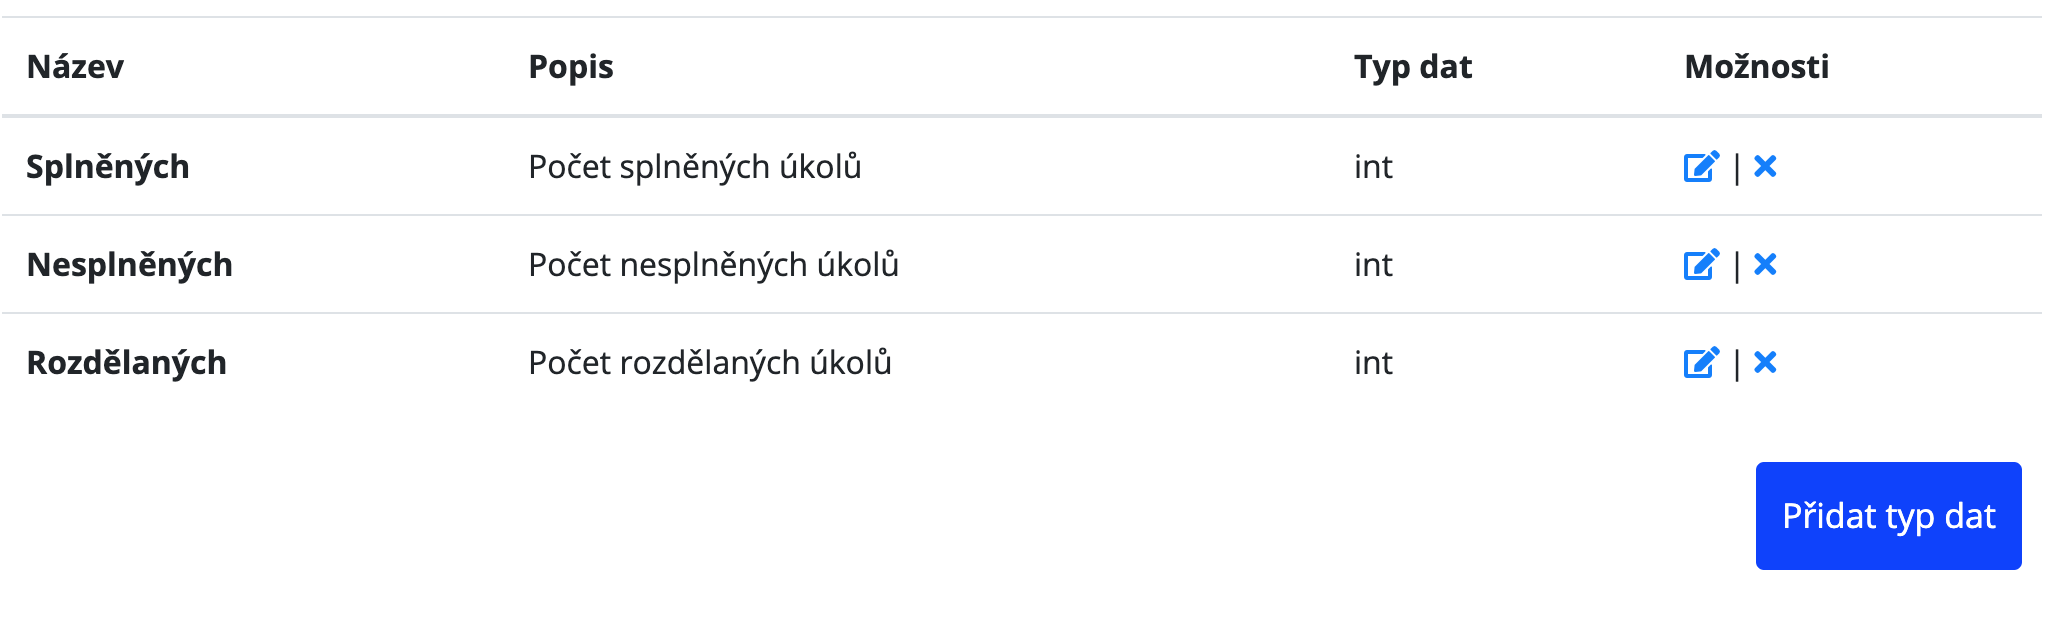 Název Popis Typ dat Možnosti
Splněných Počet splněných úkolů int |
Nesplněných Počet nesplněných úkolů int |
Rozdělaných Počet rozdělaných úkolů int |
Přidat typ dat